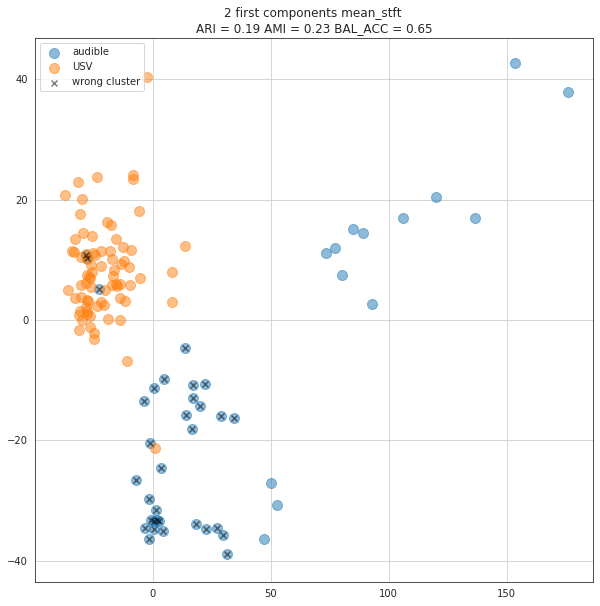 2 first components mean_stft
ARI = 0.19 AMI = 0.23 BAL_ACC = 0.65
audible
USV
wrong cluster
40
20
0
−20
−40
0
50
100
150